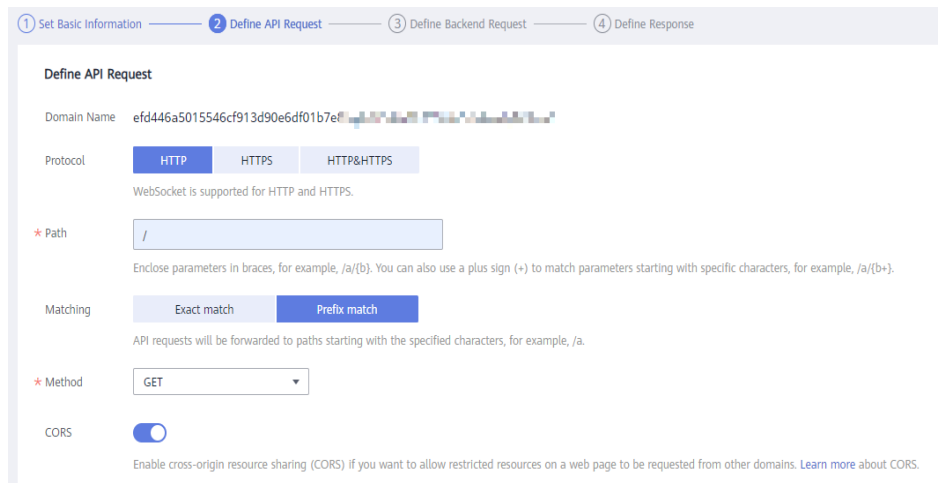 1 Set Basic Information 2 Define API Request 3 Define Backend Request 4 Define Response
Define API Request
Domain Name efd446a5015546cf913d90e6df01b7e8
Protocol HTTP HTTPS HTTP&HTTPS
WebSocket is supported for HTTP and HTTPS.
* Path /
Enclose parameters in braces, for example, /a/{b}. You can also use a plus sign (+) to match parameters starting with specific characters, for example, /a/{b+}.
Matching Exact match Prefix match
API requests will be forwarded to paths starting with the specified characters, for example, /a.
* Method GET
CORS
Enable cross-origin resource sharing (CORS) if you want to allow restricted resources on a web page to be requested from other domains. Learn more about CORS.